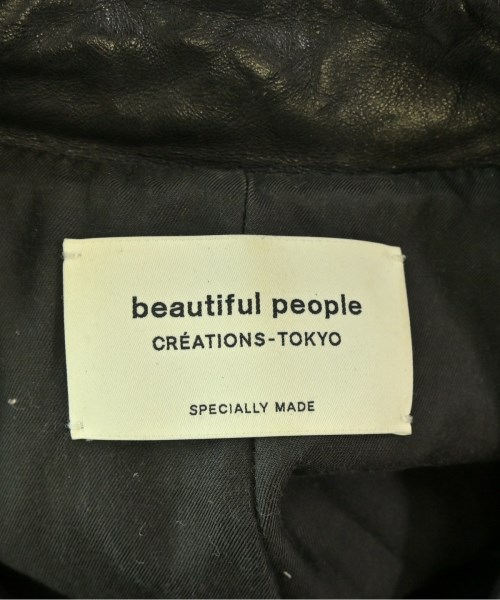 beautiful people
CRÉATIONS-TOKYO
SPECIALLY MADE